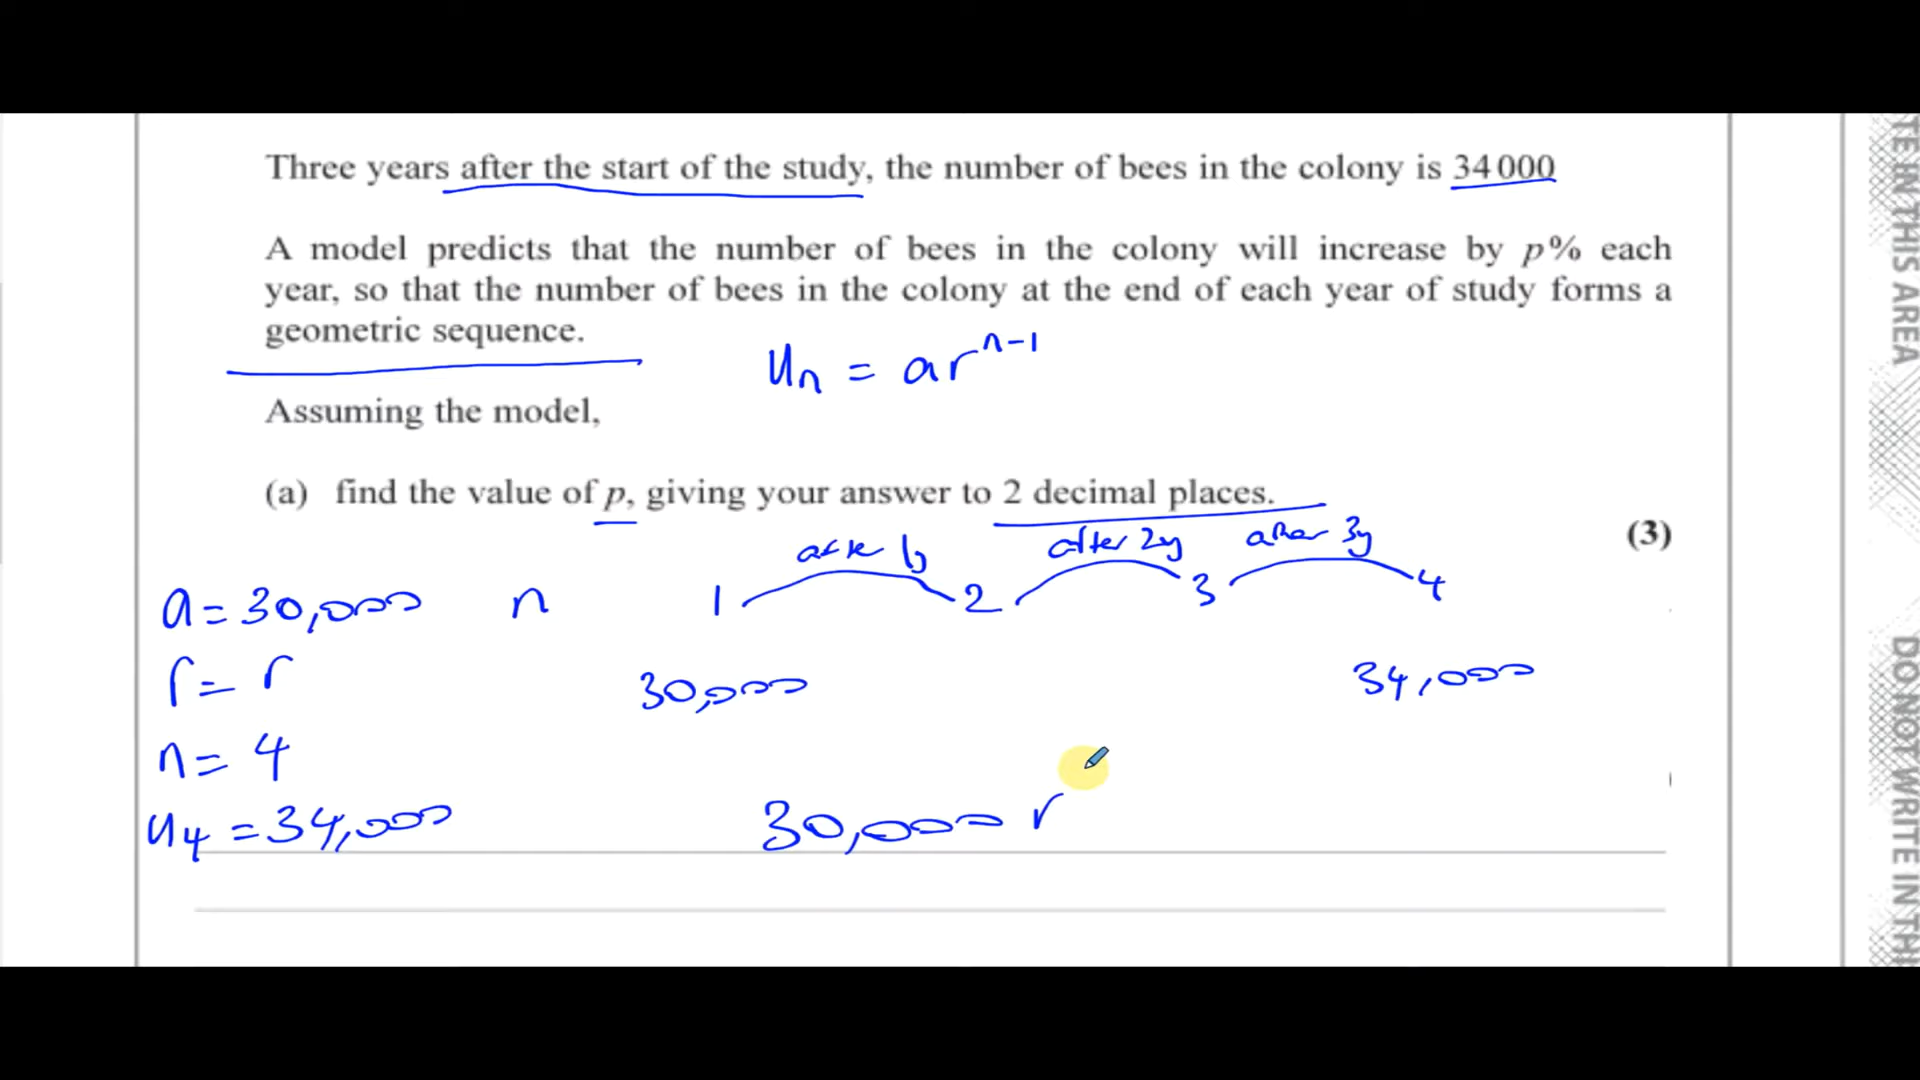 Three years after the start of the study, the number of bees in the colony is 34 000
A model predicts that the number of bees in the colony will increase by p% each
year, so that the number of bees in the colony at the end of each year of study forms a
geometric sequence.
uₙ = arⁿ⁻¹
Assuming the model,
(a) find the value of p, giving your answer to 2 decimal places.
(3)
after 2y after 3y
a = 30,000 n 1 2 3 4
r = r 30,000 34,000
n = 4
u₄ = 34,000 30,000 r
TE IN THIS AREA
DO NOT WRITE IN THI